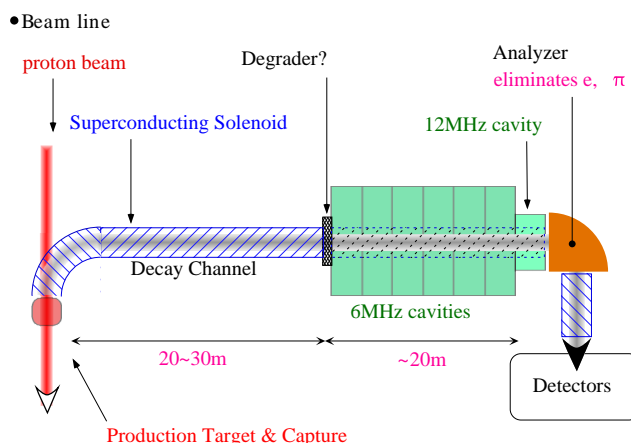 ●Beam line
proton beam
Degrader?
Analyzer
eliminates e, π
Superconducting Solenoid
12MHz cavity
Decay Channel
6MHz cavities
20~30m
~20m
Detectors
Production Target & Capture